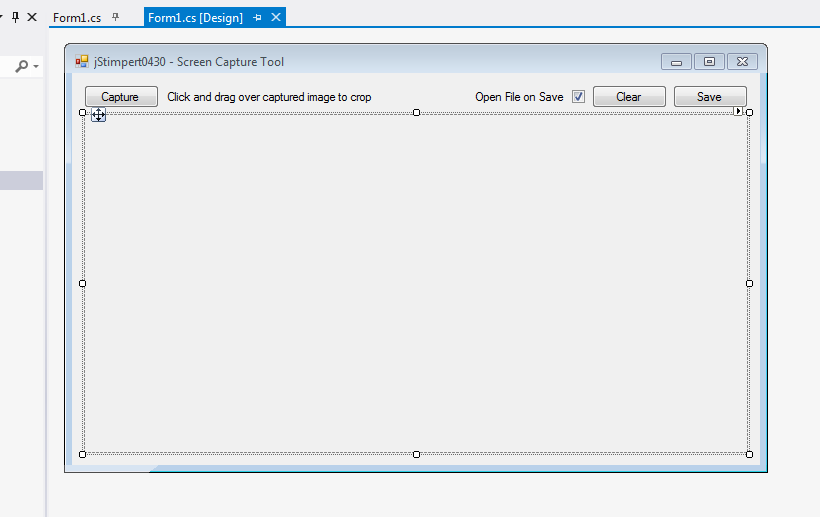 Form1.cs
Form1.cs [Design]
jStimpert0430 - Screen Capture Tool
Capture
Click and drag over captured image to crop
Open File on Save
Clear
Save